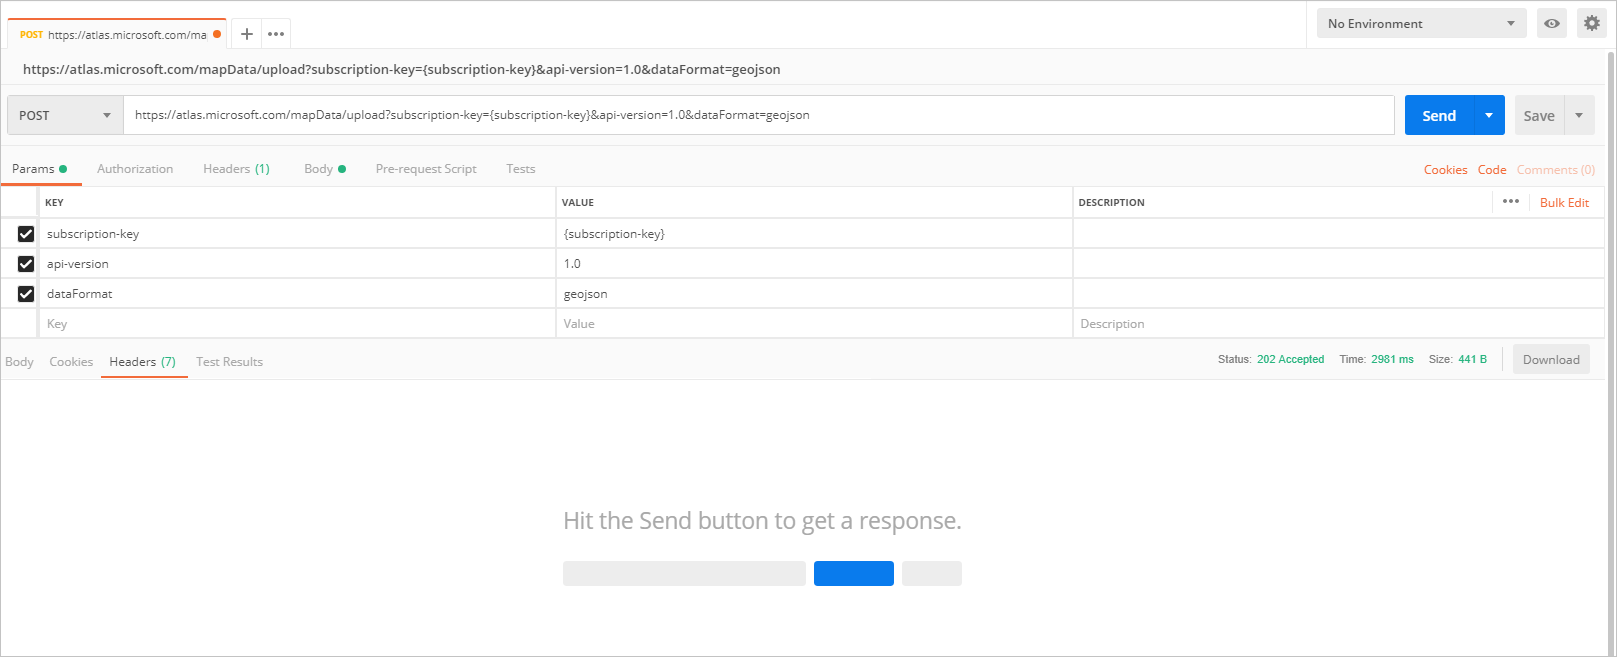 POST https://atlas.microsoft.com/ma
No Environment
https://atlas.microsoft.com/mapData/upload?subscription-key={subscription-key}&api-version=1.0&dataFormat=geojson
POST https://atlas.microsoft.com/mapData/upload?subscription-key={subscription-key}&api-version=1.0&dataFormat=geojson Send Save
Params Authorization Headers (1) Body Pre-request Script Tests Cookies Code Comments (0)
KEY VALUE DESCRIPTION Bulk Edit
subscription-key {subscription-key}
api-version 1.0
dataFormat geojson
Key Value Description
Body Cookies Headers (7) Test Results Status: 202 Accepted Time: 2981 ms Size: 441 B Download
Hit the Send button to get a response.